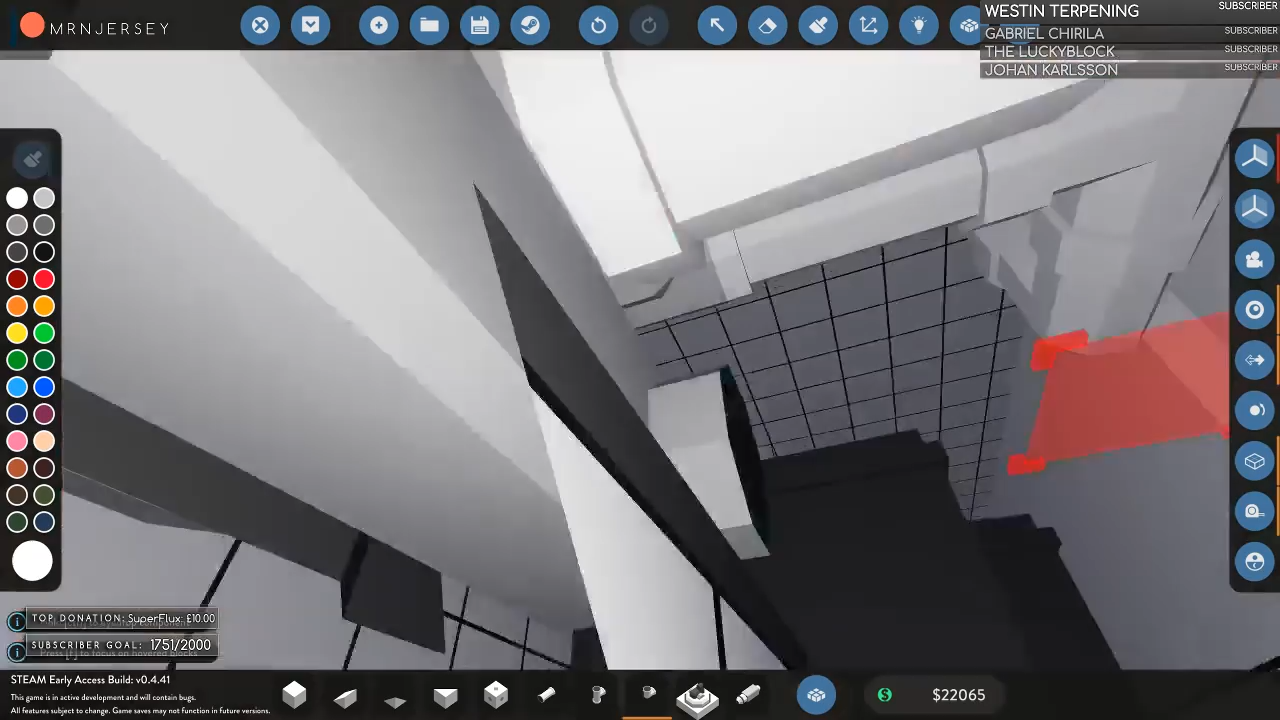 MRNJERSEY
WESTIN TERPENING SUBSCRIBER
GABRIEL CHIRILA SUBSCRIBER
THE LUCKYBLOCK SUBSCRIBER
JOHAN KARLSSON SUBSCRIBER
TOP DONATION: SuperFlux: £10.00
SUBSCRIBER GOAL: 1751/2000
STEAM Early Access Build: v0.4.41
This game is in active development and will contain bugs.
All features subject to change. Game saves may not function in future versions.
$22065